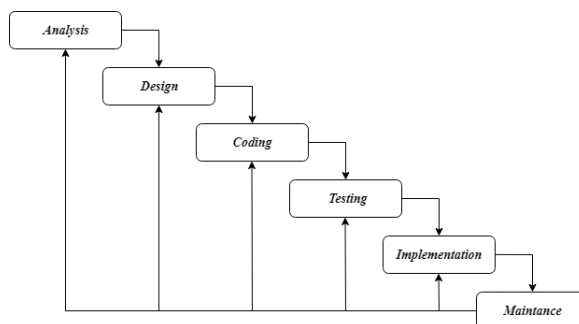 Analysis
Design
Coding
Testing
Implementation
Maintance